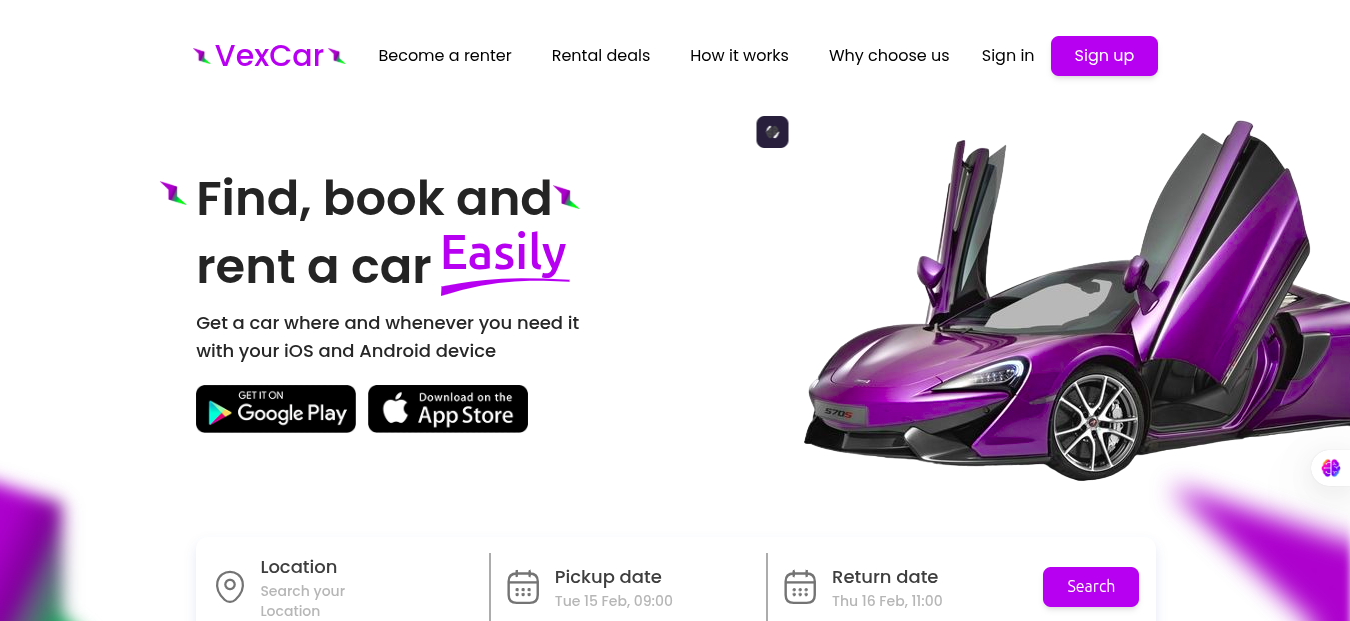 VexCar
Become a renter
Rental deals
How it works
Why choose us
Sign in
Sign up
Find, book and
rent a car Easily
Get a car where and whenever you need it
with your iOS and Android device
GET IT ON
Google Play
Download on the
App Store
570S
Location
Search your
Location
Pickup date
Tue 15 Feb, 09:00
Return date
Thu 16 Feb, 11:00
Search